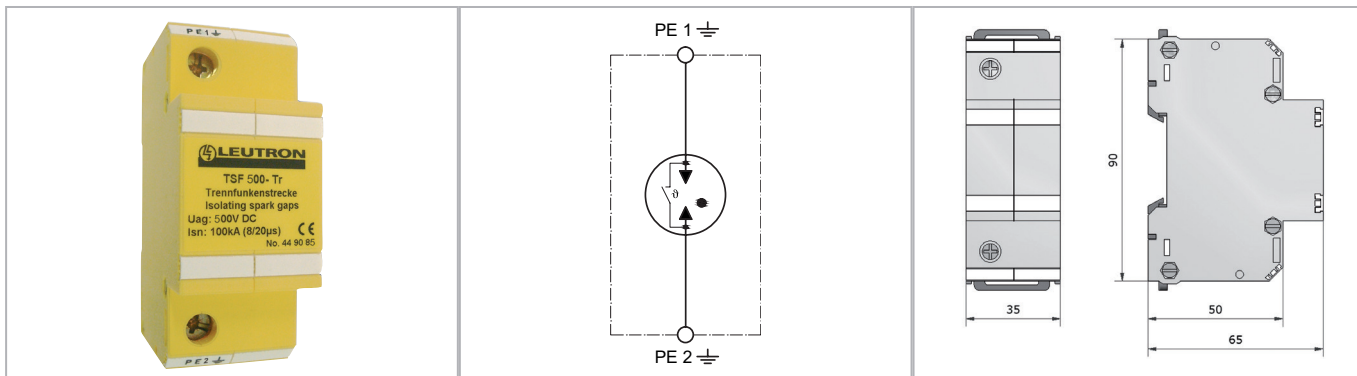 PE1
LEUTRON
TSF 500- Tr
Trennfunkenstrecke
Isolating spark gaps
Uag: 500V DC
Isn: 100kA (8/20µs) CE
No. 44 90 85
PE2
PE 1
ϑ
PE 2
35
90
50
65